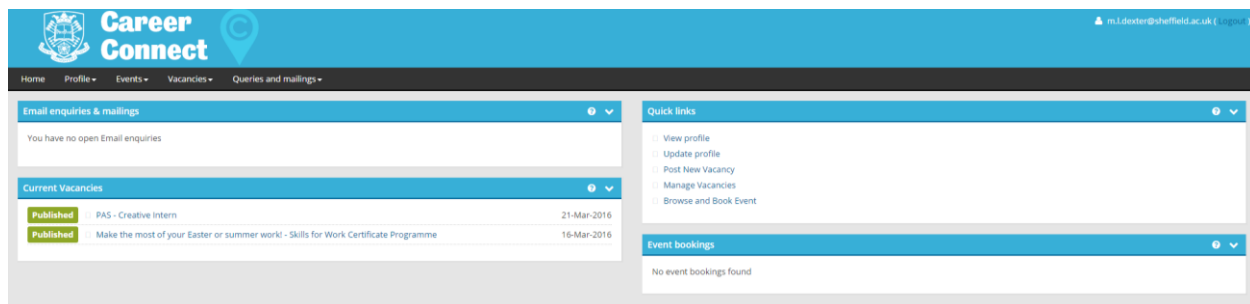 Career
Connect
C
m.l.dexter@sheffield.ac.uk ( Logout )
Home Profile Events Vacancies Queries and mailings
Email enquiries & mailings
You have no open Email enquiries
Current Vacancies
Published PAS - Creative Intern 21-Mar-2016
Published Make the most of your Easter or summer work! - Skills for Work Certificate Programme 16-Mar-2016
Quick links
View profile
Update profile
Post New Vacancy
Manage Vacancies
Browse and Book Event
Event bookings
No event bookings found